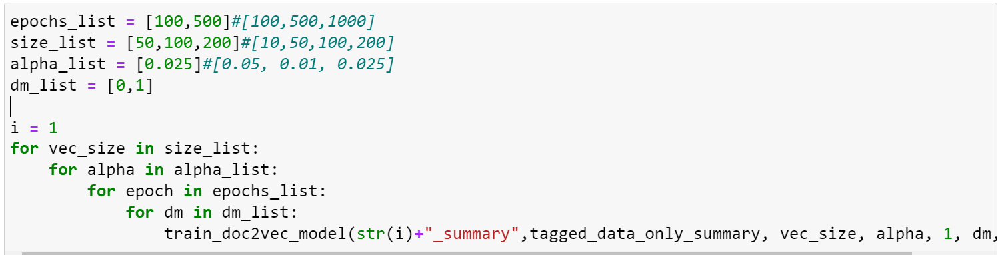 epochs_list = [100,500]#[100,500,1000]
size_list = [50,100,200]#[10,50,100,200]
alpha_list = [0.025]#[0.05, 0.01, 0.025]
dm_list = [0,1]
i = 1
for vec_size in size_list:
    for alpha in alpha_list:
        for epoch in epochs_list:
            for dm in dm_list:
                train_doc2vec_model(str(i)+"_summary",tagged_data_only_summary, vec_size, alpha, 1, dm,